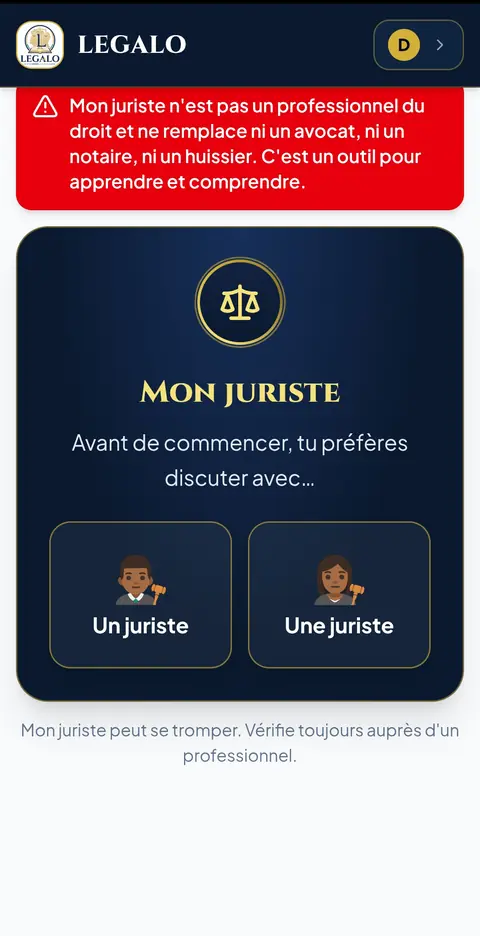 L
LEGALO
LEGALO
D
Mon juriste n'est pas un professionnel du
droit et ne remplace ni un avocat, ni un
notaire, ni un huissier. C'est un outil pour
apprendre et comprendre.
Mon juriste
Avant de commencer, tu préfères
discuter avec...
Un juriste
Une juriste
Mon juriste peut se tromper. Vérifie toujours auprès d'un
professionnel.